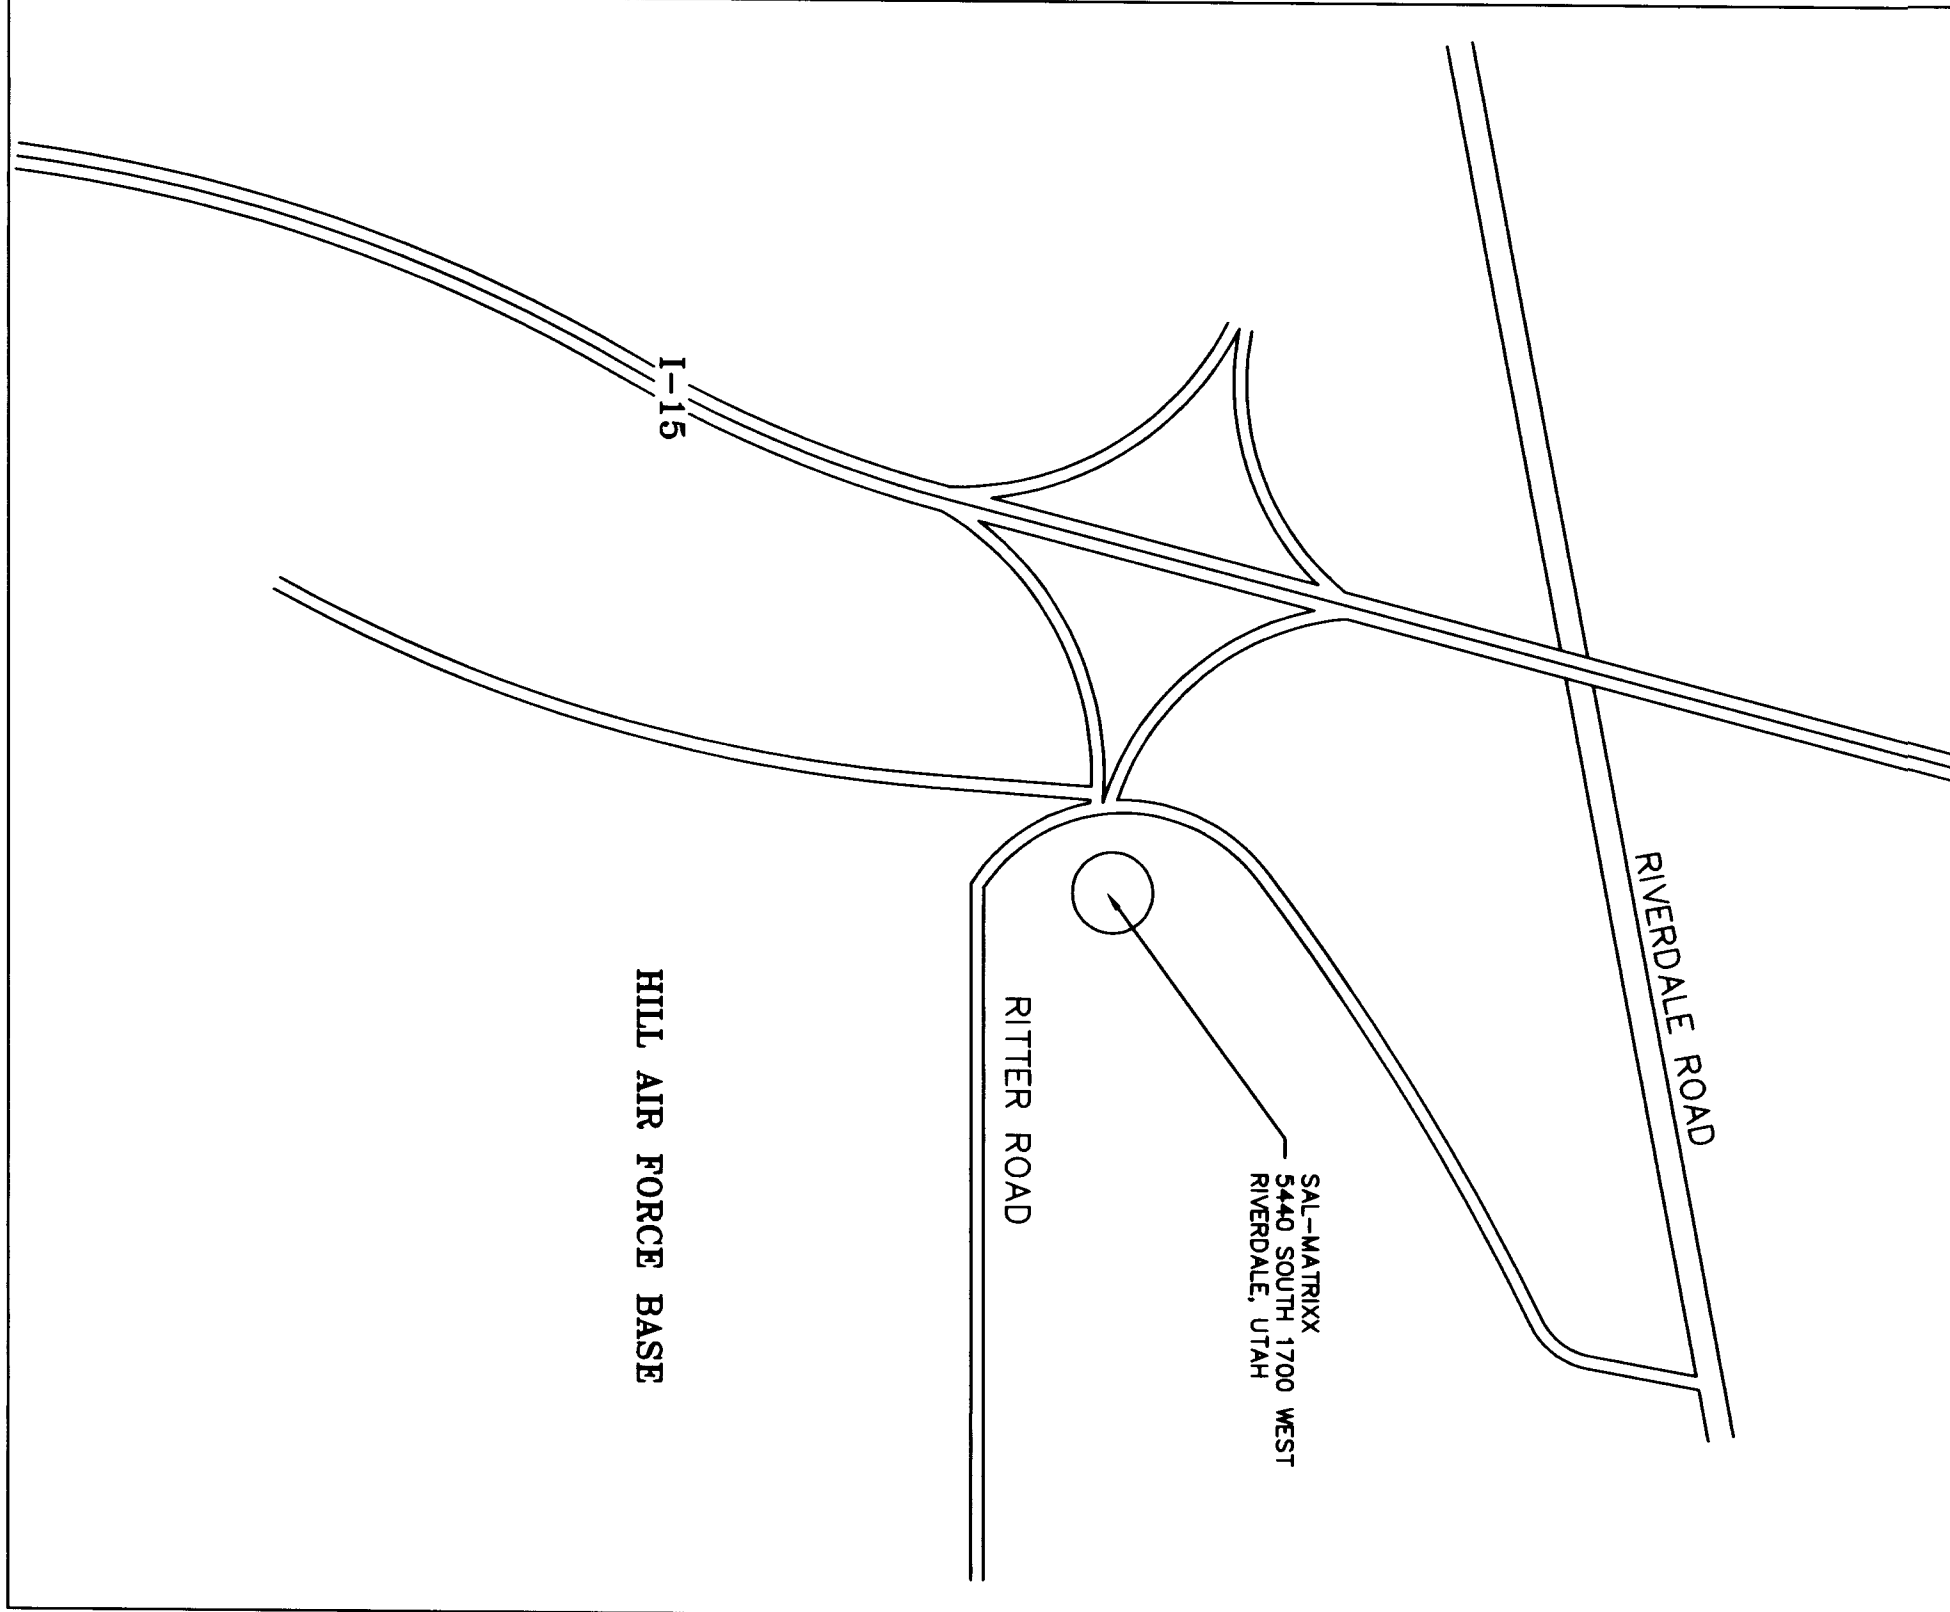 RIVERDALE ROAD
SAL-MATRIXX
5440 SOUTH 1700 WEST
RIVERDALE, UTAH
RITTER ROAD
I-15
HILL AIR FORCE BASE